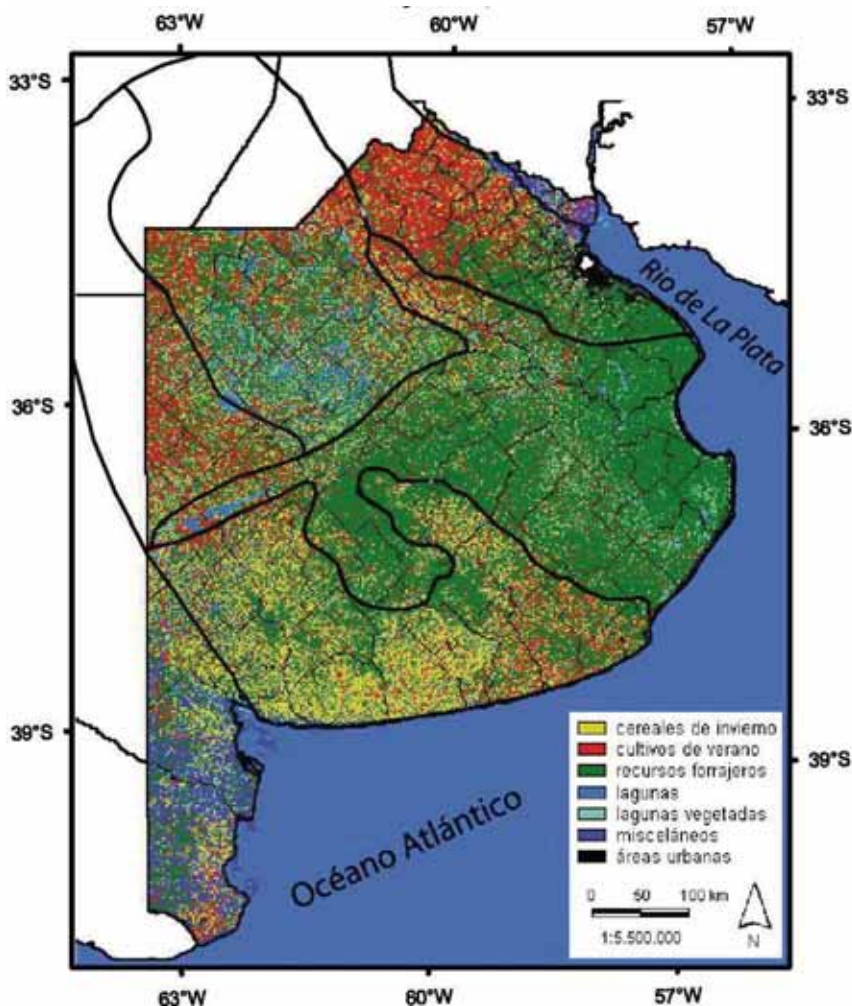 63°W 60°W 57°W
33°S 33°S
Rio de La Plata
36°S 36°S
39°S 39°S
Océano Atlántico
cereales de invierno
cultivos de verano
recursos forrajeros
lagunas
lagunas vegetadas
misceláneos
áreas urbanas
0 50 100 km
1:5.500.000
N
63°W 60°W 57°W